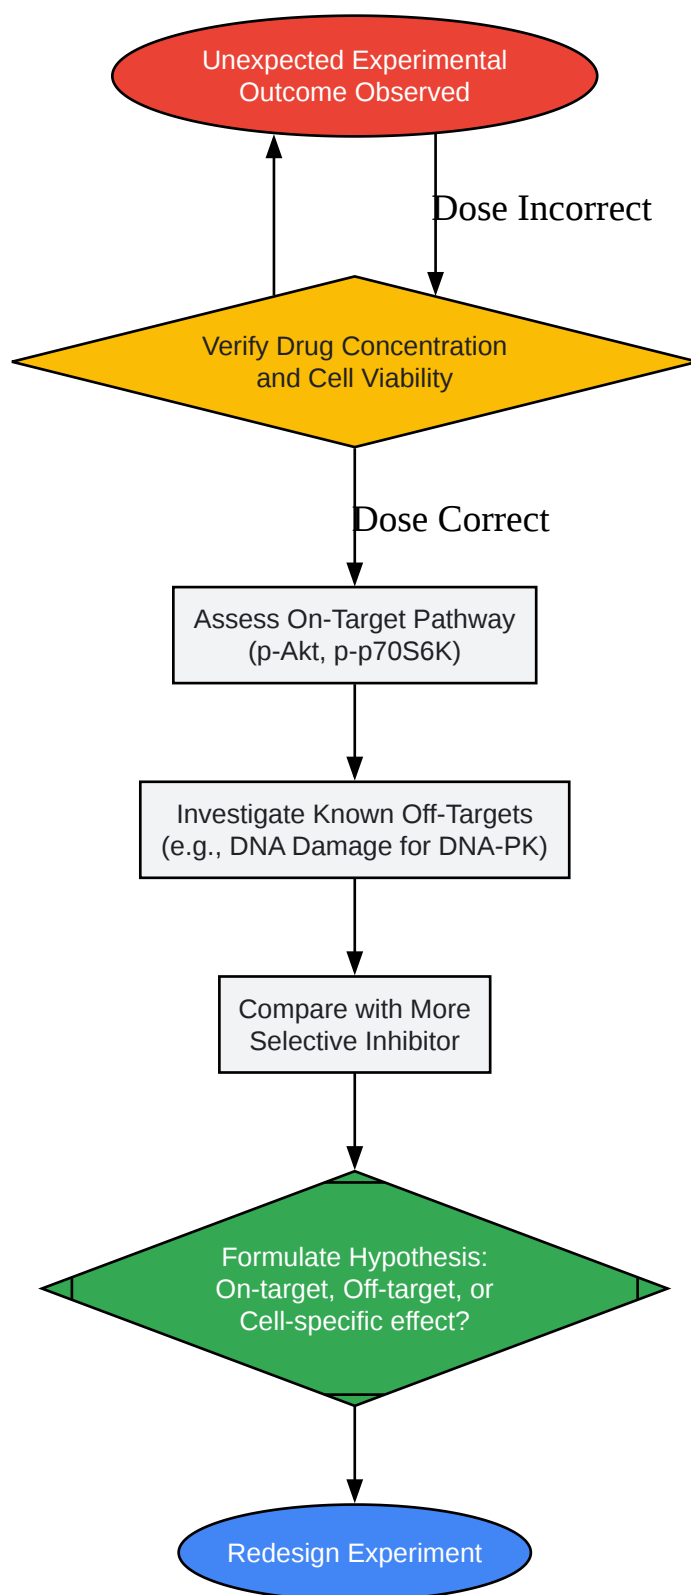 Unexpected Experimental
Outcome Observed
Dose Incorrect
Verify Drug Concentration
and Cell Viability
Dose Correct
Assess On-Target Pathway
(p-Akt, p-p70S6K)
Investigate Known Off-Targets
(e.g., DNA Damage for DNA-PK)
Compare with More
Selective Inhibitor
Formulate Hypothesis:
On-target, Off-target, or
Cell-specific effect?
Redesign Experiment